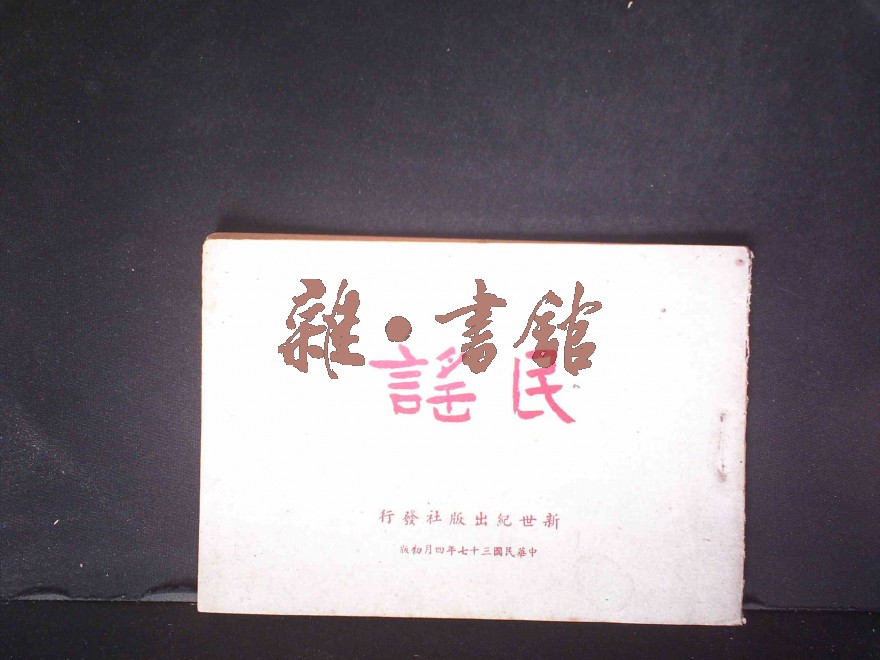 雜·書館
民謠
新世紀出版社發行
中華民國三十七年四月初版